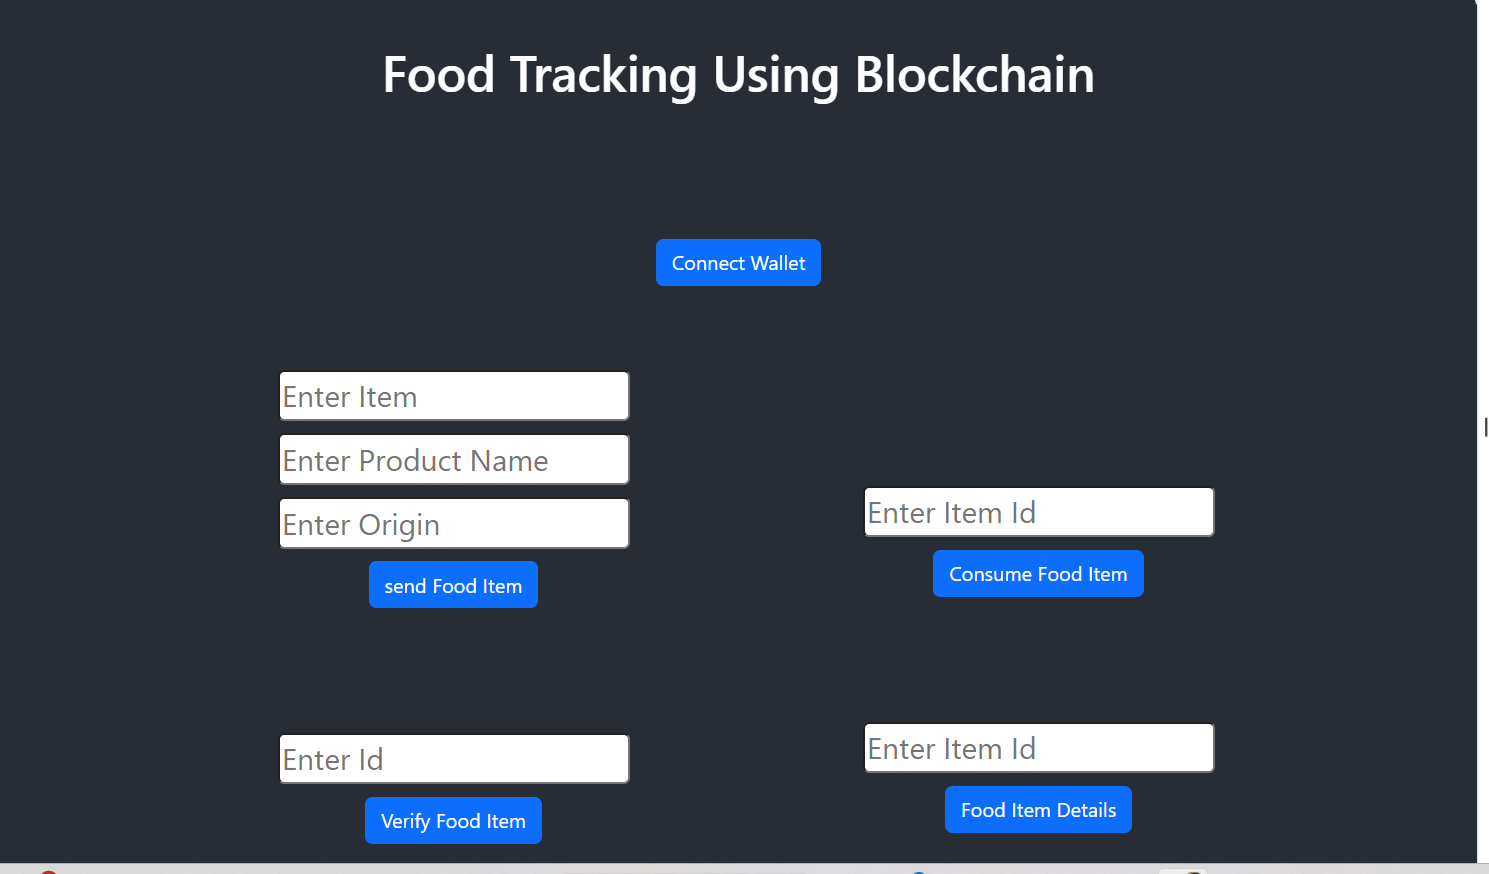 Food Tracking Using Blockchain
Connect Wallet
Enter Item
Enter Product Name
Enter Origin
send Food Item
Enter Item Id
Consume Food Item
Enter Id
Verify Food Item
Enter Item Id
Food Item Details